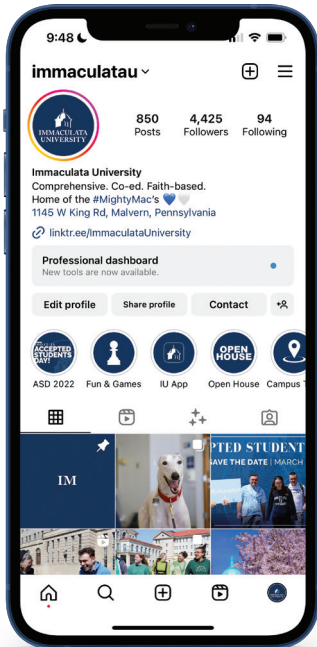 9:48
immaculatau
IMMACULATA
UNIVERSITY
850
Posts
4,425
Followers
94
Following
Immaculata University
Comprehensive. Co-ed. Faith-based.
Home of the #MightyMac's 💙🤍
1145 W King Rd, Malvern, Pennsylvania
linktr.ee/ImmaculataUniversity
Professional dashboard
New tools are now available.
Edit profile
Share profile
Contact
ACCEPTED
STUDENTS
DAY!
OPEN
HOUSE
ASD 2022
Fun & Games
IU App
Open House
Campus T
IM
PTED STUDENT
SAVE THE DATE | MARCH